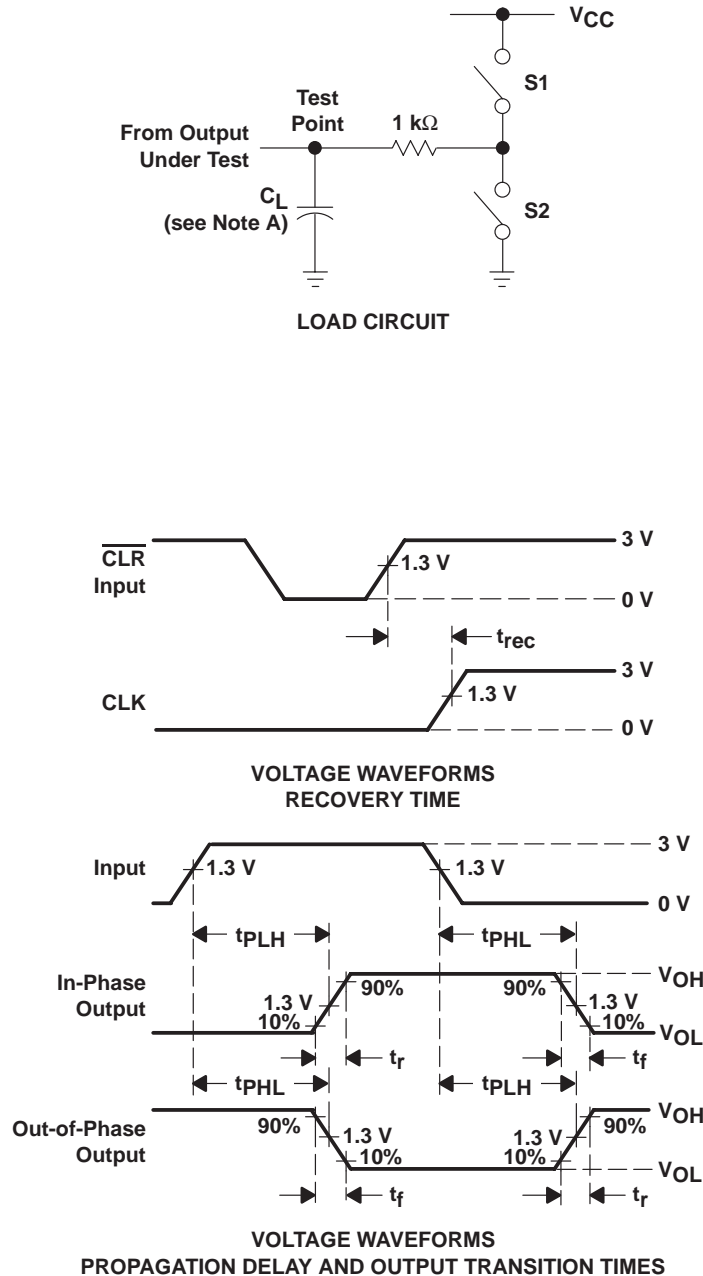 VCC
S1
Test
Point
1 kΩ
From Output
Under Test
CL
(see Note A)
S2
LOAD CIRCUIT
CLR
Input
3 V
1.3 V
0 V
trec
CLK
3 V
1.3 V
0 V
VOLTAGE WAVEFORMS
RECOVERY TIME
Input
1.3 V
1.3 V
3 V
0 V
tPLH
tPHL
In-Phase
Output
1.3 V
10%
90%
90%
1.3 V
10%
VOH
VOL
tr
tf
tPHL
tPLH
Out-of-Phase
Output
90%
1.3 V
10%
1.3 V
10%
90%
VOH
VOL
tf
tr
VOLTAGE WAVEFORMS
PROPAGATION DELAY AND OUTPUT TRANSITION TIMES